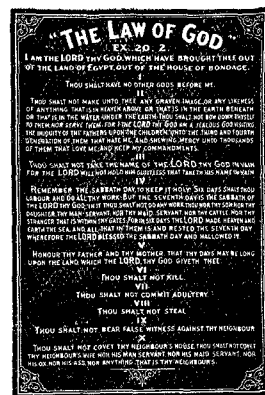 "THE LAW OF GOD"
EX. 20. 2
I AM THE LORD THY GOD, WHICH HAVE BROUGHT THEE OUT
OF THE LAND OF EGYPT, OUT OF THE HOUSE OF BONDAGE.
I
THOU SHALT HAVE NO OTHER GODS BEFORE ME.
II
THOU SHALT NOT MAKE UNTO THEE ANY GRAVEN IMAGE, OR ANY LIKENESS
OF ANYTHING THAT IS IN HEAVEN ABOVE OR THAT IS IN THE EARTH BENEATH
OR THAT IS IN THE WATER UNDER THE EARTH: THOU SHALT NOT BOW DOWN THYSELF
TO THEM NOR SERVE THEM. FOR I THE LORD THY GOD AM A JEALOUS GOD VISITING
THE INIQUITY OF THE FATHERS UPON THE CHILDREN UNTO THE THIRD AND FOURTH
GENERATION OF THEM THAT HATE ME, AND SHEWING MERCY UNTO THOUSANDS
OF THEM THAT LOVE ME, AND KEEP MY COMMANDMENTS.
III
THOU SHALT NOT TAKE THE NAME OF THE LORD THY GOD IN VAIN
FOR THE LORD WILL NOT HOLD HIM GUILTLESS THAT TAKETH HIS NAME IN VAIN
IV
REMEMBER THE SABBATH DAY, TO KEEP IT HOLY. SIX DAYS SHALT THOU
LABOUR AND DO ALL THY WORK: BUT THE SEVENTH DAY IS THE SABBATH OF
THE LORD THY GOD, IN IT THOU SHALT NOT DO ANY WORK THOU NOR THY SON NOR THY
DAUGHTER, THY MAN-SERVANT, NOR THY MAID-SERVANT, NOR THY CATTLE NOR THY
STRANGER THAT IS WITHIN THY GATES, FOR IN SIX DAYS THE LORD MADE HEAVEN AND
EARTH THE SEA, AND ALL THAT IN THEM IS AND RESTED THE SEVENTH DAY
WHEREFORE THE LORD BLESSED THE SABBATH DAY AND HALLOWED IT
V
HONOUR THY FATHER AND THY MOTHER THAT THY DAYS MAY BE LONG
UPON THE LAND WHICH THE LORD, THY GOD GIVETH THEE
VI
THOU SHALT NOT KILL.
VII
THOU SHALT NOT COMMIT ADULTERY
VIII
THOU SHALT NOT STEAL
IX
THOU SHALT NOT BEAR FALSE WITNESS AGAINST THY NEIGHBOUR
X
THOU SHALT NOT COVET THY NEIGHBOUR'S HOUSE THOU SHALT NOT COVET
THY NEIGHBOUR'S WIFE NOR HIS MAN SERVANT, NOR HIS MAID SERVANT, NOR
HIS OX, NOR HIS ASS, NOR ANYTHING THAT IS THY NEIGHBOUR'S.